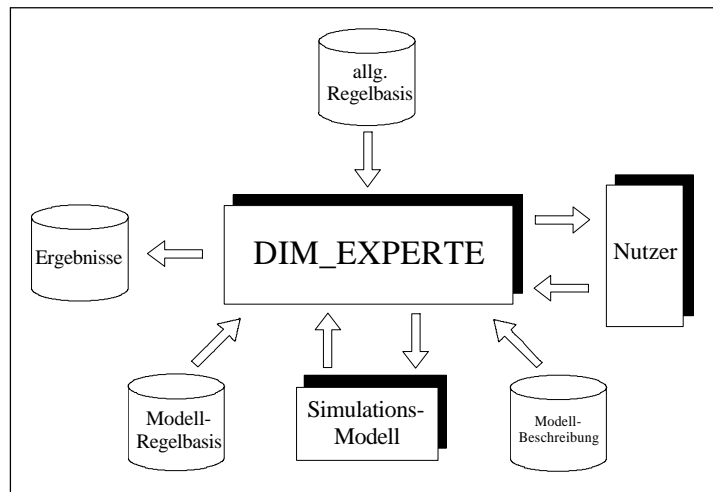 allg.
Regelbasis
Ergebnisse
DIM_EXPERTE
Nutzer
Modell-
Regelbasis
Simulations-
Modell
Modell-
Beschreibung